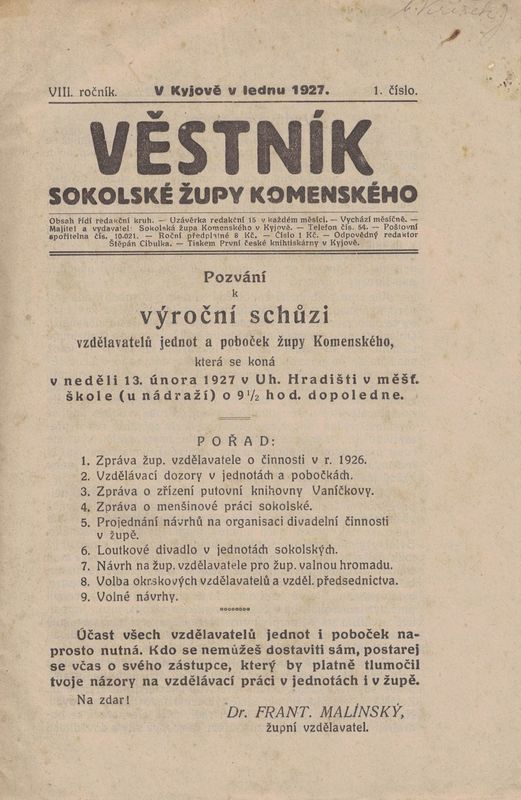 VIII. ročník.
V Kyjově v lednu 1927.
1. číslo.
VĚSTNÍK
SOKOLSKÉ ŽUPY KOMENSKÉHO
Obsah řídí redakční kruh. — Uzávěrka redakční 15 v každém měsíci. — Vychází měsíčně. —
Majitel a vydavatel Sokolská župa Komenského v Kyjově. — Telefon čís. 54. — Poštovní
spořitelna čís. 10.021. — Roční předplatné 8 Kč. — Číslo 1 Kč. — Odpovědný redaktor
Štěpán Cibulka. — Tiskem První české knihtiskárny v Kyjově.
Pozvání
k
výroční schůzi
vzdělavatelů jednot a poboček župy Komenského,
která se koná
v neděli 13. února 1927 v Uh. Hradišti v měšť.
škole (u nádraží) o 9 1/2 hod. dopoledne.
POŘAD:
1. Zpráva žup. vzdělavatele o činnosti v r. 1926.
2. Vzdělávací dozory v jednotách a pobočkách.
3. Zpráva o zřízení putovní knihovny Vaníčkovy.
4. Zpráva o menšinové práci sokolské.
5. Projednání návrhů na organisaci divadelní činnosti
v župě.
6. Loutkové divadlo v jednotách sokolských.
7. Návrh na žup. vzdělavatele pro žup. valnou hromadu.
8. Volba okrskových vzdělavatelů a vzděl. předsednictva.
9. Volné návrhy.
Účast všech vzdělavatelů jednot i poboček na-
prosto nutná. Kdo se nemůžeš dostaviti sám, postarej
se včas o svého zástupce, který by platně tlumočil
tvoje názory na vzdělávací práci v jednotách i v župě.
Na zdar!
Dr. FRANT. MALÍNSKÝ,
župní vzdělavatel.